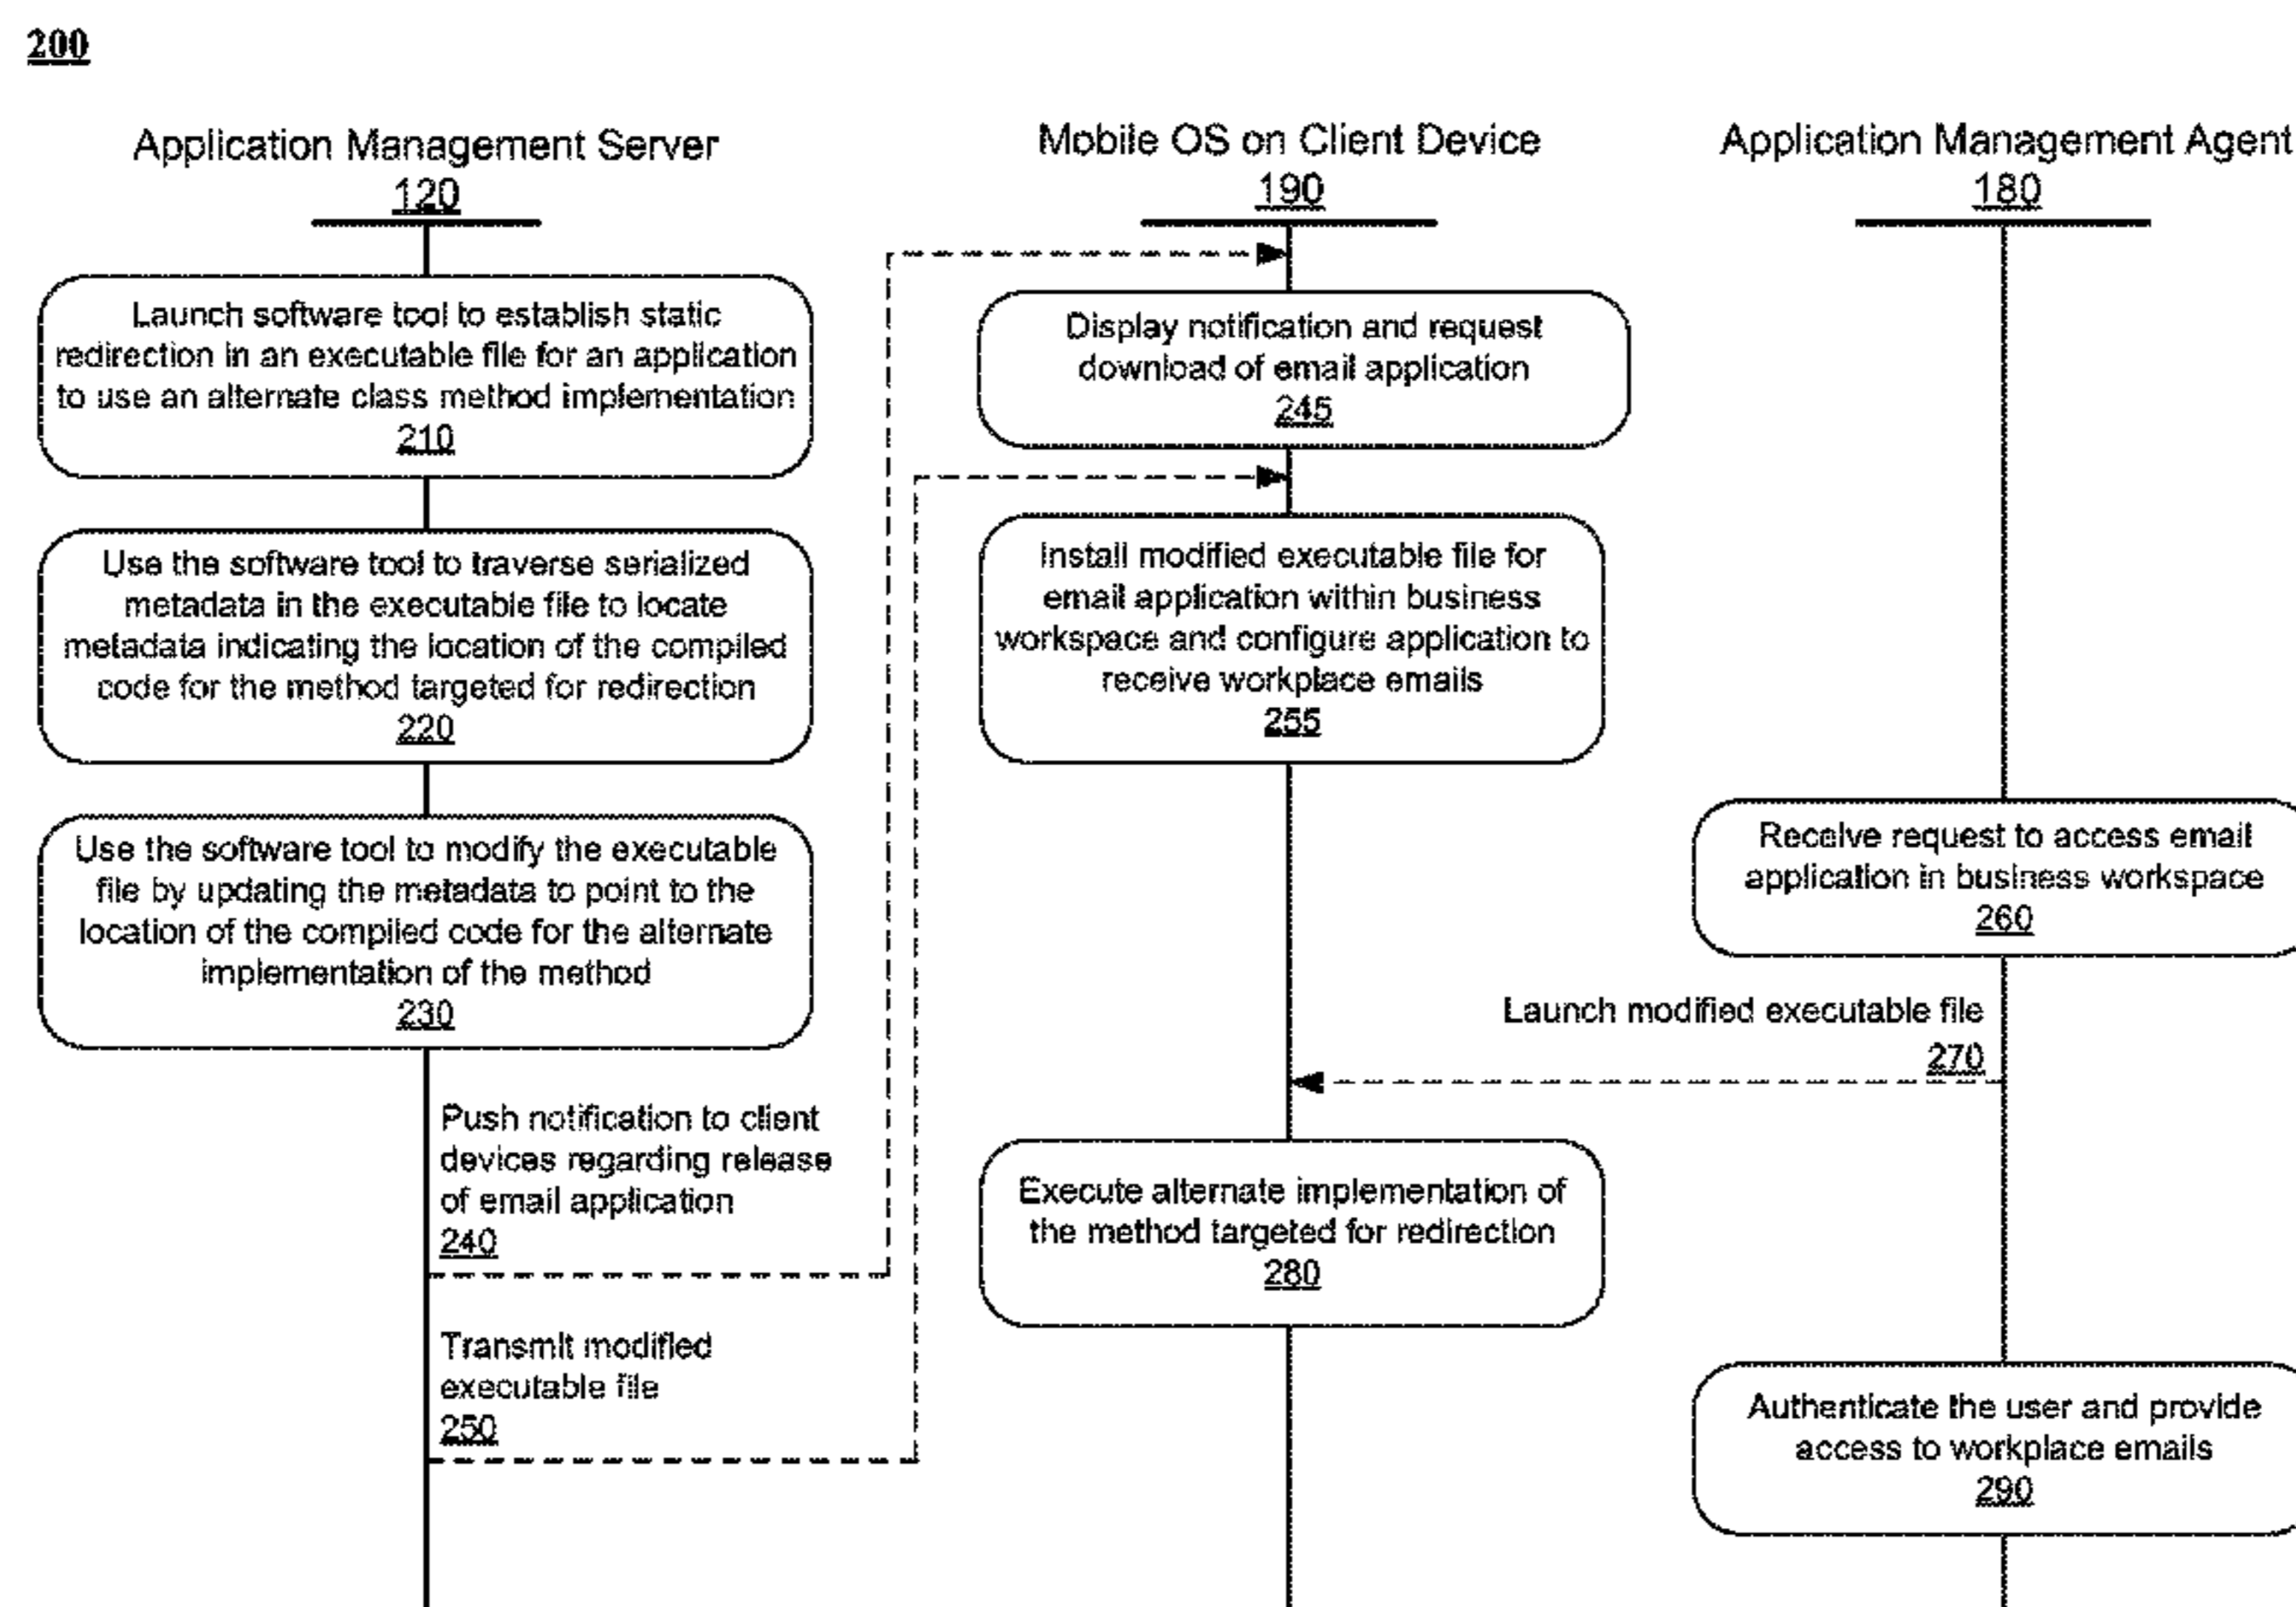 200
Application Management Server
120
Mobile OS on Client Device
190
Application Management Agent
180
Launch software tool to establish static
redirection in an executable file for an application
to use an alternate class method implementation
210
Use the software tool to traverse serialized
metadata in the executable file to locate
metadata indicating the location of the compiled
code for the method targeted for redirection
220
Use the software tool to modify the executable
file by updating the metadata to point to the
location of the compiled code for the alternate
implementation of the method
230
Push notification to client
devices regarding release
of email application
240
Transmit modified
executable file
250
Display notification and request
download of email application
245
Install modified executable file for
email application within business
workspace and configure application to
receive workplace emails
255
Receive request to access email
application in business workspace
260
Launch modified executable file
270
Execute alternate implementation of
the method targeted for redirection
280
Authenticate the user and provide
access to workplace emails
290